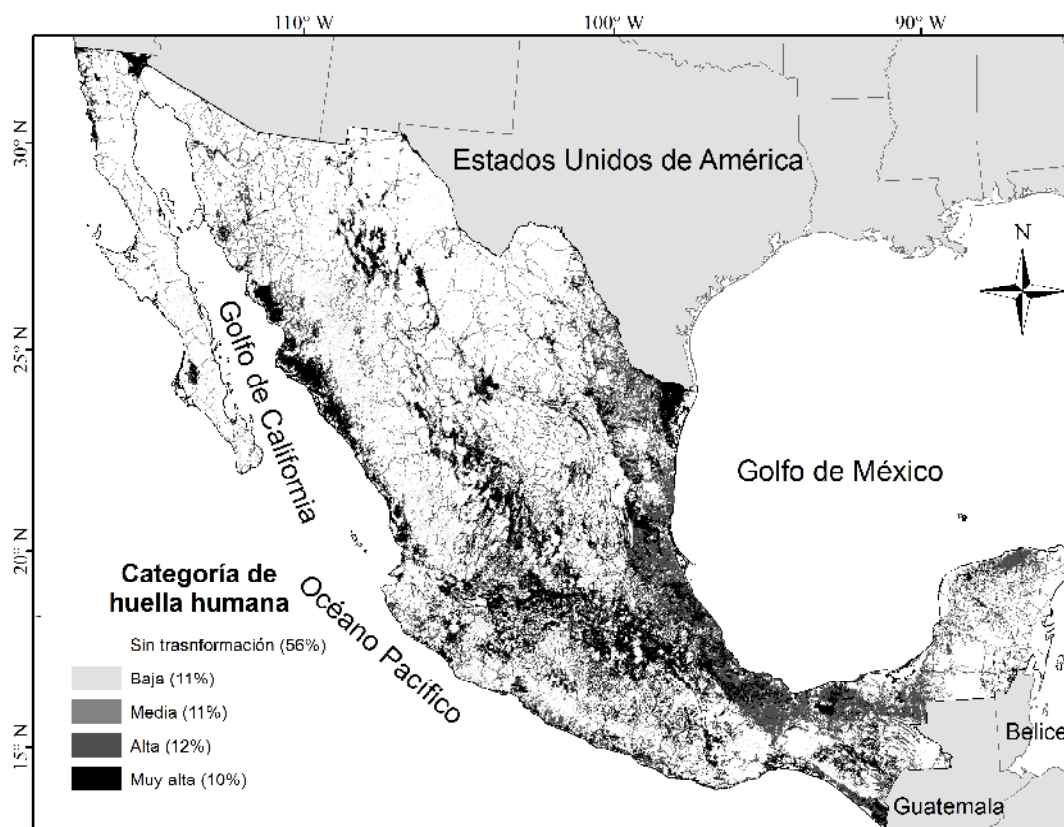 110° W
100° W
90° W
30° N
25° N
20° N
15° N
Estados Unidos de América
N
Golfo de California
Golfo de México
Océano Pacífico
Categoría de
huella humana
Sin trasnformación (56%)
Baja (11%)
Media (11%)
Alta (12%)
Muy alta (10%)
Belice
Guatemala